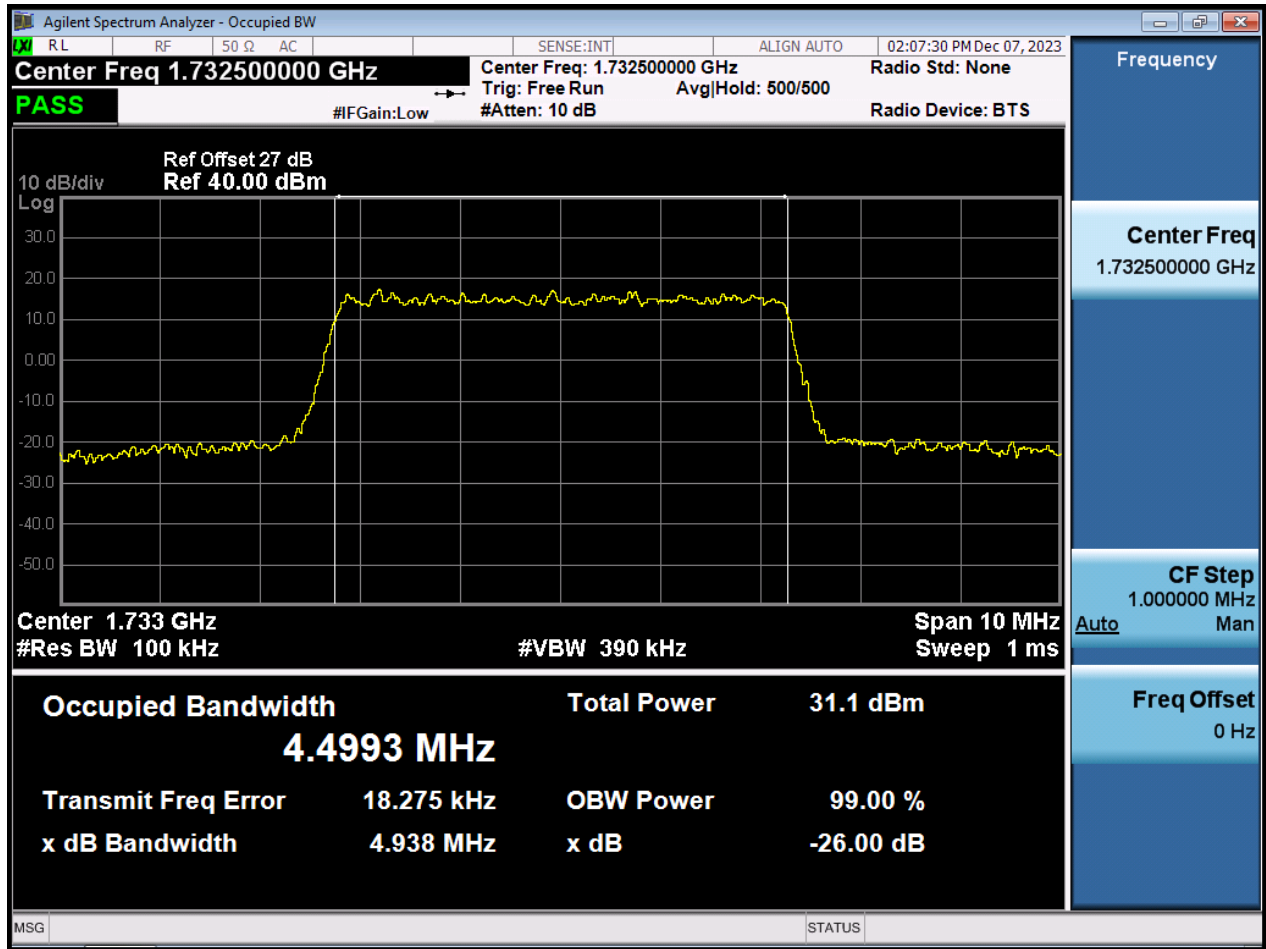 Agilent Spectrum Analyzer - Occupied BW
LXI RL RF 50 Ω AC SENSE:INT ALIGN AUTO 02:07:30 PM Dec 07, 2023
Center Freq 1.732500000 GHz
PASS
#IFGain:Low
Center Freq: 1.732500000 GHz
Trig: Free Run Avg|Hold: 500/500
#Atten: 10 dB
Radio Std: None
Radio Device: BTS
Ref Offset 27 dB
10 dB/div Ref 40.00 dBm
Log
30.0
20.0
10.0
0.00
-10.0
-20.0
-30.0
-40.0
-50.0
Center 1.733 GHz Span 10 MHz
#Res BW 100 kHz #VBW 390 kHz Sweep 1 ms
Occupied Bandwidth Total Power 31.1 dBm
4.4993 MHz
Transmit Freq Error 18.275 kHz OBW Power 99.00 %
x dB Bandwidth 4.938 MHz x dB -26.00 dB
MSG STATUS
Frequency
Center Freq
1.732500000 GHz
CF Step
1.000000 MHz
Auto Man
Freq Offset
0 Hz